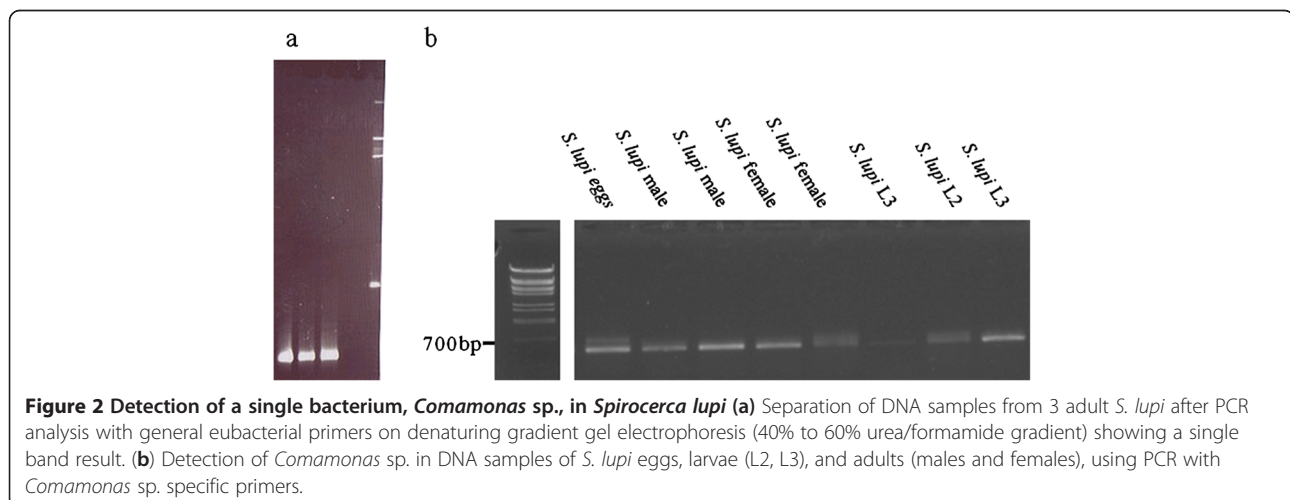 a
b
S. lupi eggs
S. lupi male
S. lupi male
S. lupi female
S. lupi female
S. lupi L3
S. lupi L2
S. lupi L3
700bp
Figure 2 Detection of a single bacterium, Comamonas sp., in Spirocerca lupi (a) Separation of DNA samples from 3 adult S. lupi after PCR
analysis with general eubacterial primers on denaturing gradient gel electrophoresis (40% to 60% urea/formamide gradient) showing a single
band result. (b) Detection of Comamonas sp. in DNA samples of S. lupi eggs, larvae (L2, L3), and adults (males and females), using PCR with
Comamonas sp. specific primers.